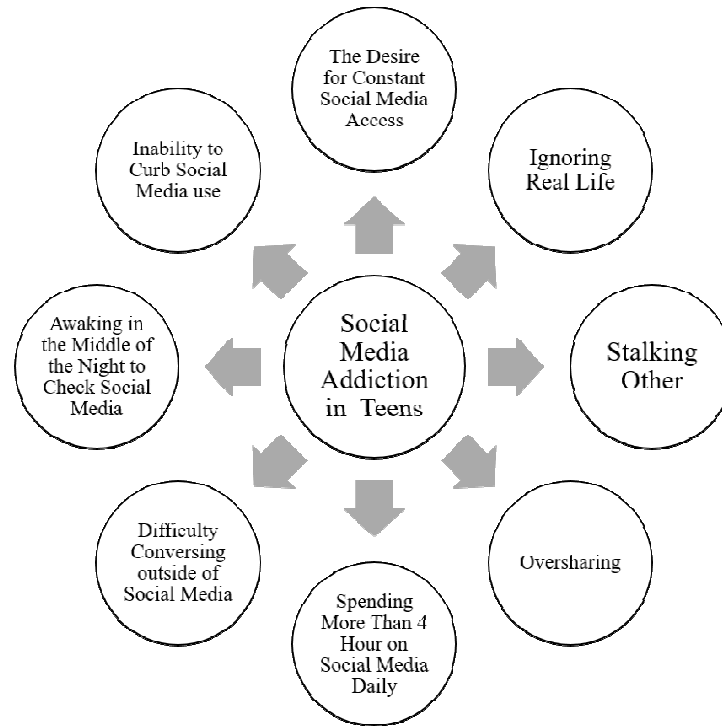 The Desire
for Constant
Social Media
Access
Ignoring
Real Life
Stalking
Other
Oversharing
Spending
More Than 4
Hour on
Social Media
Daily
Difficulty
Conversing
outside of
Social Media
Awaking in
the Middle of
the Night to
Check Social
Media
Inability to
Curb Social
Media use
Social
Media
Addiction
in Teens